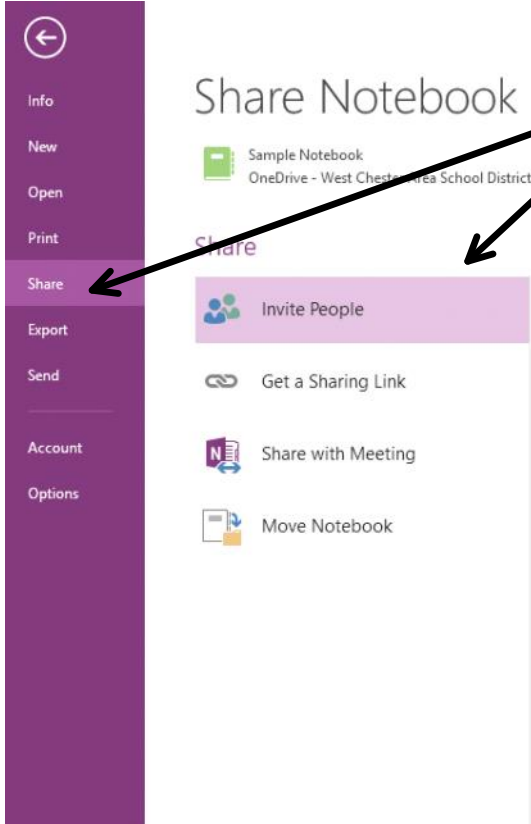 Info
New
Open
Print
Share
Export
Send
Account
Options
Share Notebook
Sample Notebook
OneDrive - West Chester Area School District
Share
Invite People
Get a Sharing Link
N
Share with Meeting
Move Notebook